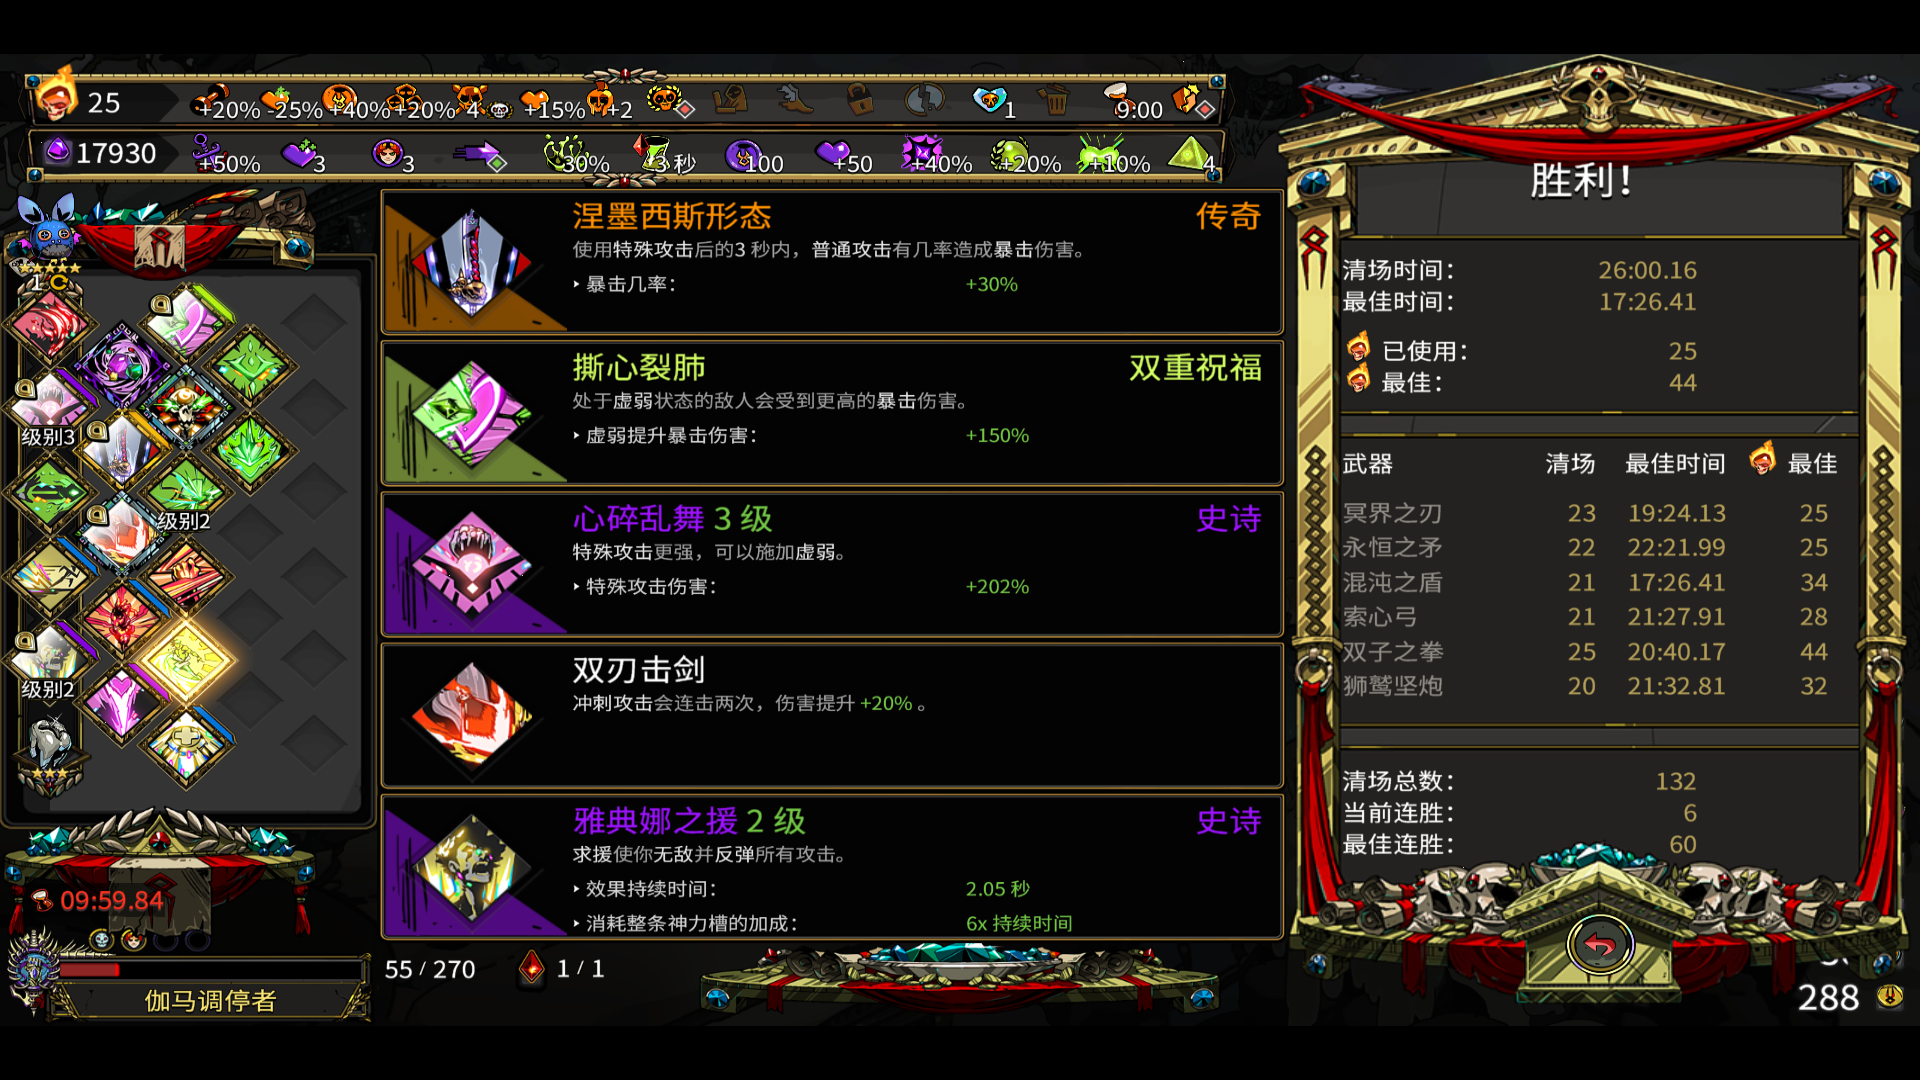 25
+20%
-25%
+40%
+20%
4
+15%
+2
1
9:00
17930
+50%
3
3
30%
3 秒
100
+50
+40%
+20%
+10%
4
1
级别3
级别2
级别2
09:59.84
伽马调停者
涅墨西斯形态 传奇
使用特殊攻击后的3 秒内，普通攻击有几率造成暴击伤害。
‣ 暴击几率： +30%
撕心裂肺 双重祝福
处于虚弱状态的敌人会受到更高的暴击伤害。
‣ 虚弱提升暴击伤害： +150%
心碎乱舞 3 级 史诗
特殊攻击更强，可以施加虚弱。
‣ 特殊攻击伤害： +202%
双刃击剑
冲刺攻击会连击两次，伤害提升 +20% 。
雅典娜之援 2 级 史诗
求援使你无敌并反弹所有攻击。
‣ 效果持续时间： 2.05 秒
‣ 消耗整条神力槽的加成： 6x 持续时间
55 / 270
1 / 1
胜利！
清场时间： 26:00.16
最佳时间： 17:26.41
已使用： 25
最佳： 44
武器 清场 最佳时间 最佳
冥界之刃 23 19:24.13 25
永恒之矛 22 22:21.99 25
混沌之盾 21 17:26.41 34
索心弓 21 21:27.91 28
双子之拳 25 20:40.17 44
狮鹫坚炮 20 21:32.81 32
清场总数： 132
当前连胜： 6
最佳连胜： 60
288